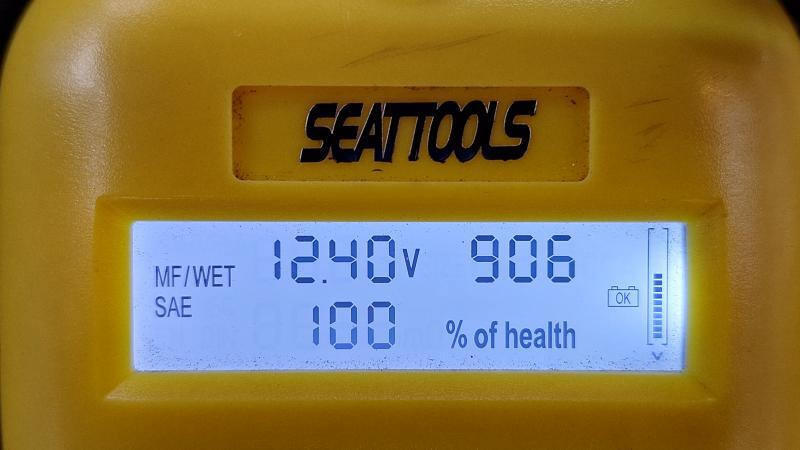 SEATTOOLS
MF/WET 12.40V 906
SAE 100 % of health
OK